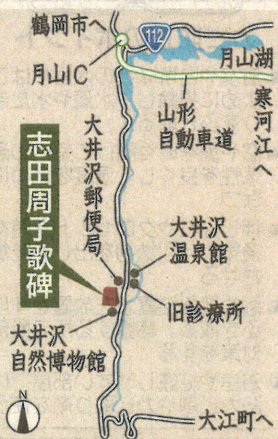 鶴岡市へ
112
月山湖
月山IC
山形
自動車道
寒河江へ
大井沢郵便局
大井沢
温泉館
志田周子歌碑
旧診療所
大井沢
自然博物館
N
大江町へ